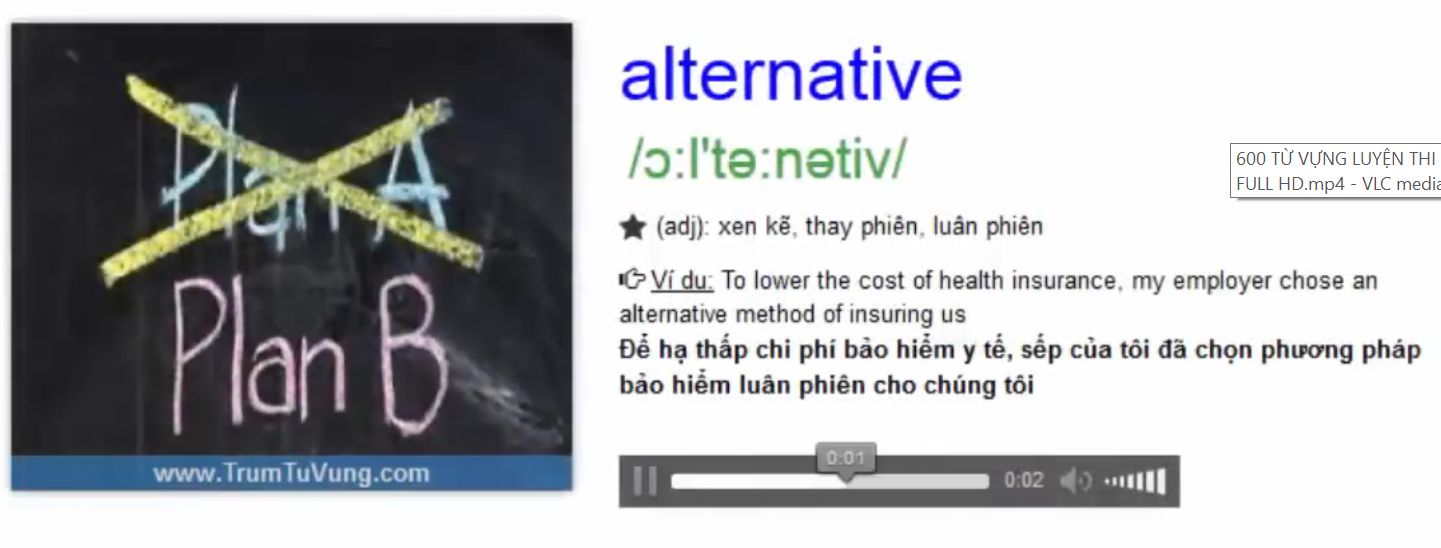 Plan A
Plan B
www.TrumTuVung.com
alternative
/ɔ:l'tə:nətiv/
(adj): xen kẽ, thay phiên, luân phiên
Ví dụ: To lower the cost of health insurance, my employer chose an
alternative method of insuring us
Để hạ thấp chi phí bảo hiểm y tế, sếp của tôi đã chọn phương pháp
bảo hiểm luân phiên cho chúng tôi
0:01
0:02
600 TỪ VỰNG LUYỆN THI
FULL HD.mp4 - VLC media